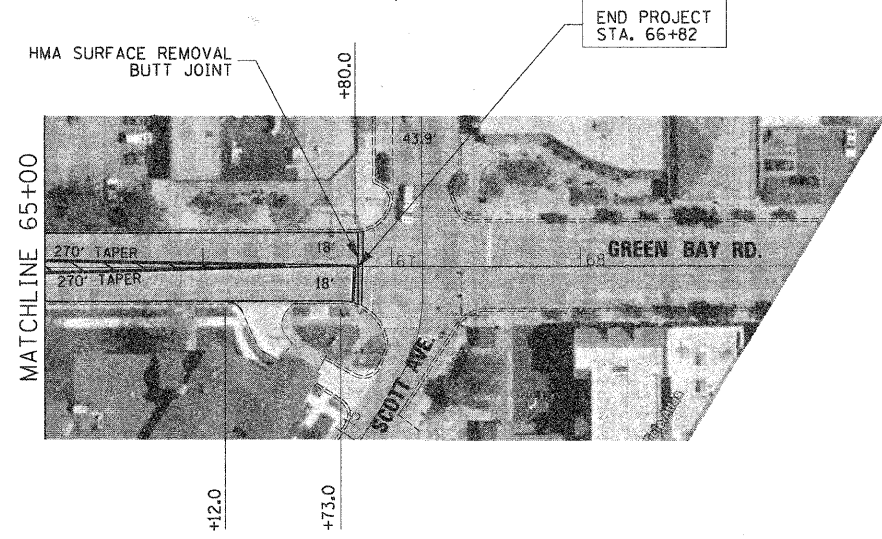 END PROJECT
STA. 66+82
HMA SURFACE REMOVAL
BUTT JOINT
+80.0
43.9'
MATCHLINE 65+00
270' TAPER
18'
67
68
GREEN BAY RD.
270' TAPER
18'
SCOTT AVE.
+12.0
+73.0